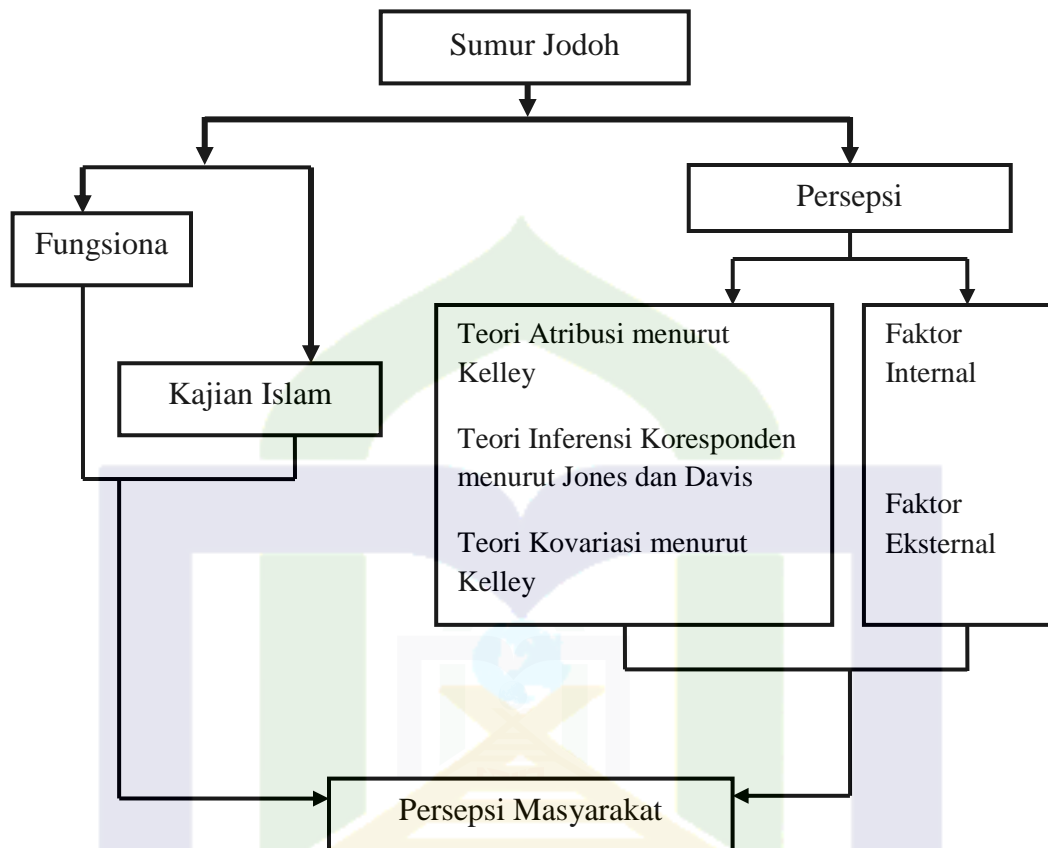 Sumur Jodoh
Persepsi
Fungsiona
Kajian Islam
Teori Atribusi menurut
Kelley
Teori Inferensi Koresponden
menurut Jones dan Davis
Teori Kovariasi menurut
Kelley
Faktor
Internal
Faktor
Eksternal
Persepsi Masyarakat